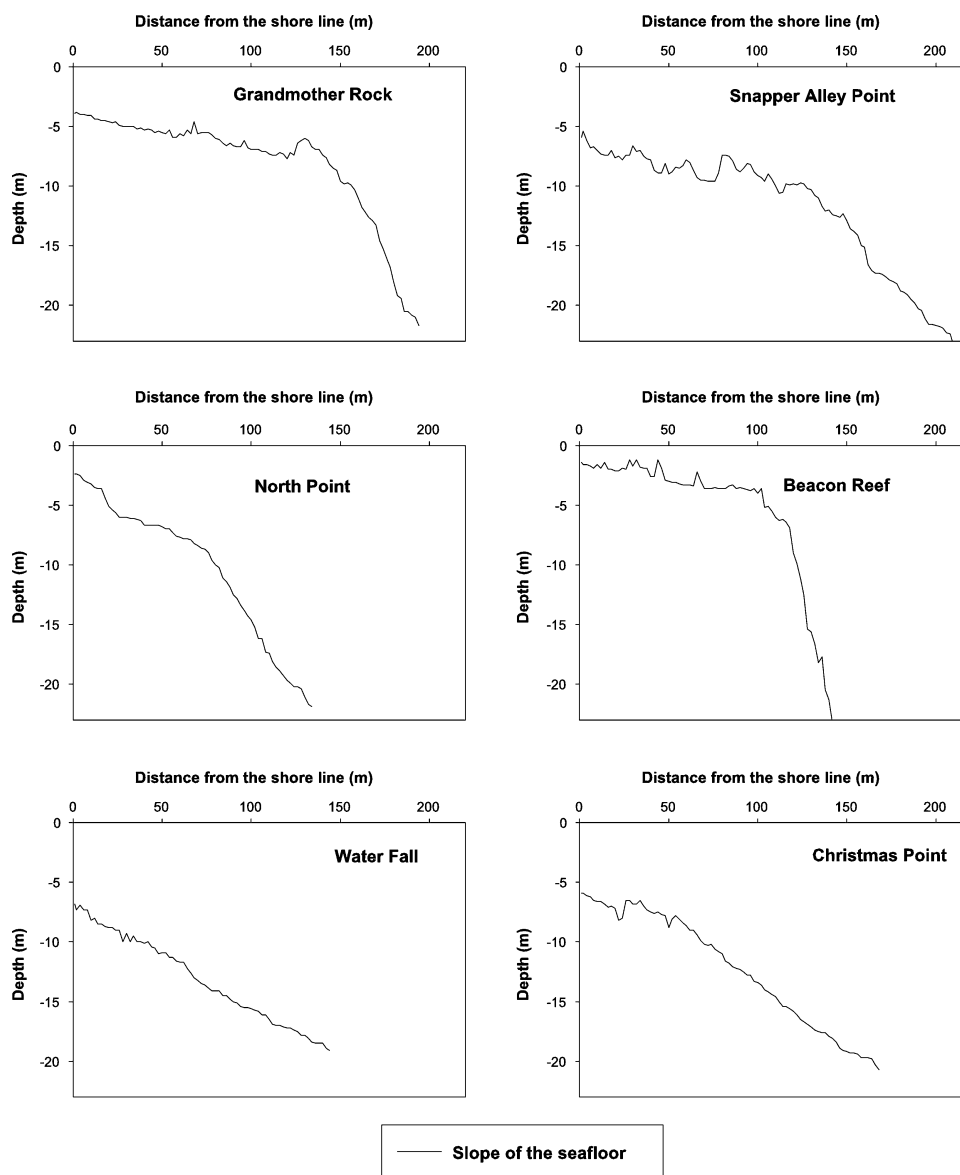 Distance from the shore line (m)
0 50 100 150 200
0
-5
-10
-15
-20
Depth (m)
Grandmother Rock
Distance from the shore line (m)
0 50 100 150 200
0
-5
-10
-15
-20
Depth (m)
Snapper Alley Point
Distance from the shore line (m)
0 50 100 150 200
0
-5
-10
-15
-20
Depth (m)
North Point
Distance from the shore line (m)
0 50 100 150 200
0
-5
-10
-15
-20
Depth (m)
Beacon Reef
Distance from the shore line (m)
0 50 100 150 200
0
-5
-10
-15
-20
Depth (m)
Water Fall
Distance from the shore line (m)
0 50 100 150 200
0
-5
-10
-15
-20
Depth (m)
Christmas Point
Slope of the seafloor